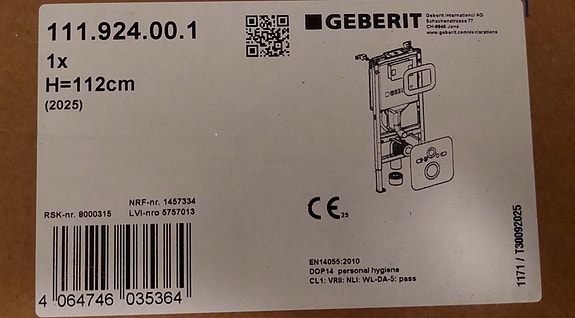 111.924.00.1
1x
H=112cm
(2025)
GEBERIT
Geberit International AG
Schachenstrasse 77
CH-8645 Jona
www.geberit.com/declarations
NRF-nr. 1457334
RSK-nr. 8000315 LVI-nro 5757013
4 064746 035364
CE 25
EN14055:2010
DOP14 personal hygiene
CL1: VRII: NLI: WL-DA-5: pass
1171 / T30092025